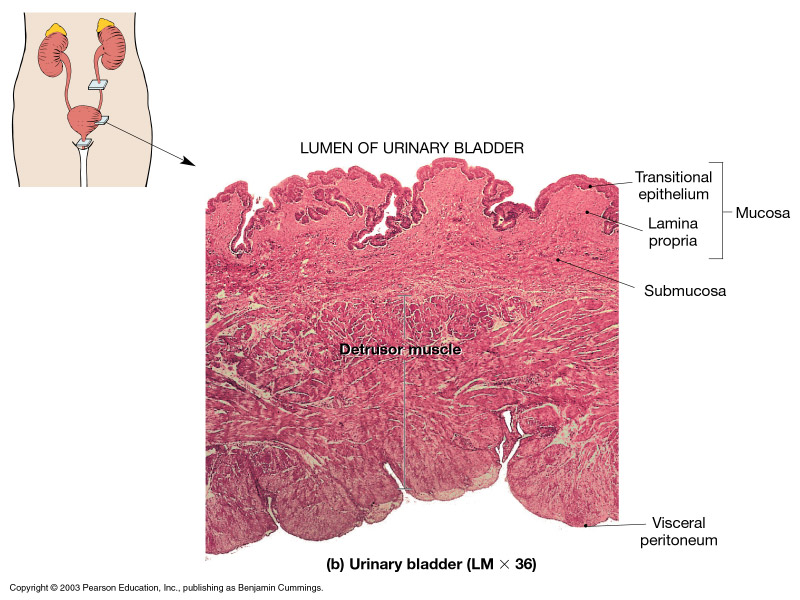 LUMEN OF URINARY BLADDER
Transitional
epithelium
Mucosa
Lamina
propria
Submucosa
Detrusor muscle
Visceral
peritoneum
(b) Urinary bladder (LM × 36)
Copyright © 2003 Pearson Education, Inc., publishing as Benjamin Cummings.